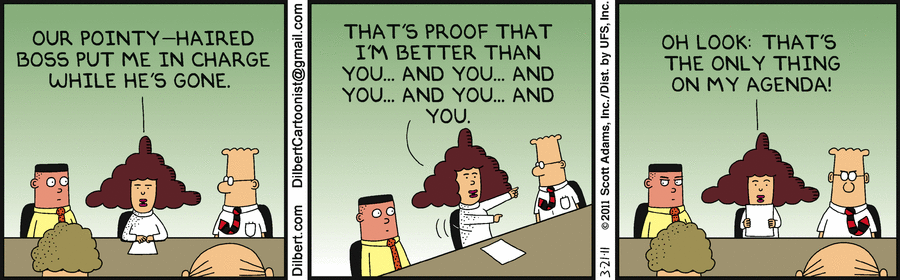 OUR POINTY—HAIRED
BOSS PUT ME IN CHARGE
WHILE HE'S GONE.
Dilbert.com DilbertCartoonist@gmail.com
THAT'S PROOF THAT
I'M BETTER THAN
YOU... AND YOU... AND
YOU... AND YOU... AND
YOU.
3-21-11 ©2011 Scott Adams, Inc./Dist. by UFS, Inc.
OH LOOK: THAT'S
THE ONLY THING
ON MY AGENDA!